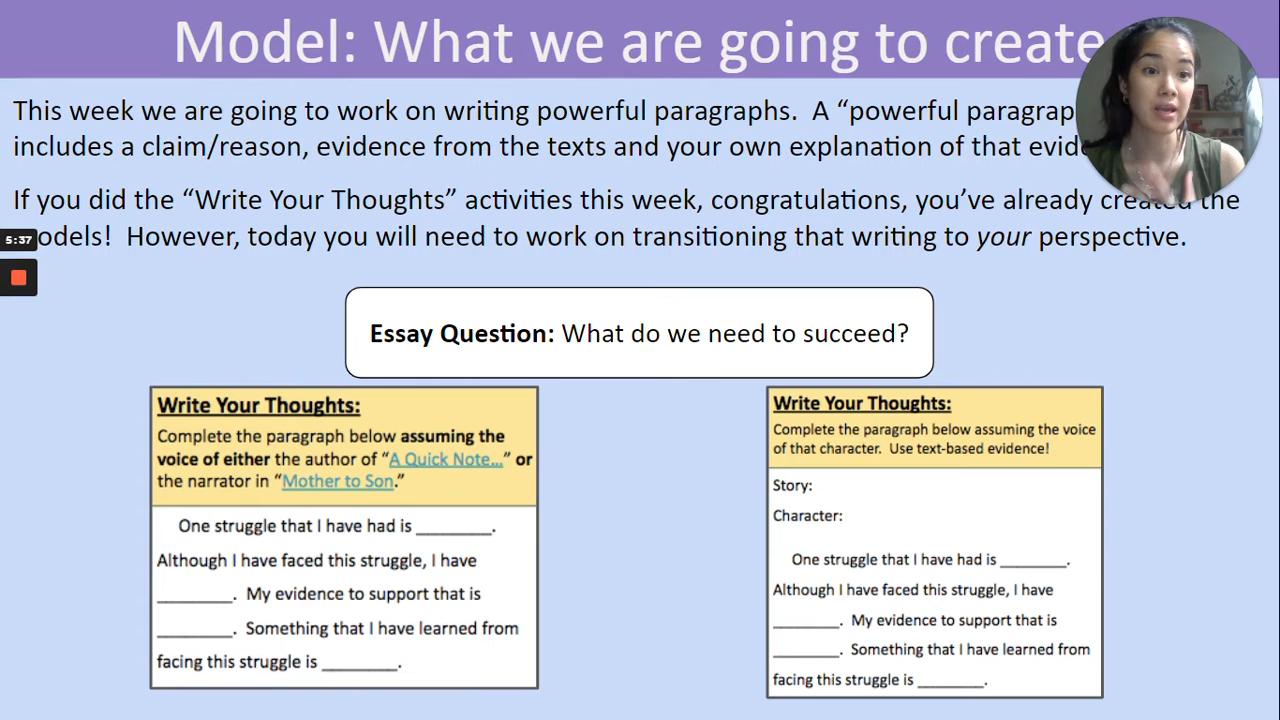 Model: What we are going to create
This week we are going to work on writing powerful paragraphs. A “powerful
includes a claim/reason, evidence from the texts and your own explanation of that
If you did the “Write Your Thoughts” activities this week, congratulations, you’ve already created the
However, today you will need to work on transitioning that writing to your perspective.
5:37
Essay Question: What do we need to succeed?
Write Your Thoughts:
Complete the paragraph below assuming the
voice of either the author of “A Quick Note...” or
the narrator in “Mother to Son.”
One struggle that I have had is ________.
Although I have faced this struggle, I have
________. My evidence to support that is
________. Something that I have learned from
facing this struggle is ________.
Write Your Thoughts:
Complete the paragraph below assuming the voice
of that character. Use text-based evidence!
Story:
Character:
One struggle that I have had is ________.
Although I have faced this struggle, I have
________. My evidence to support that is
________. Something that I have learned from
facing this struggle is ________.